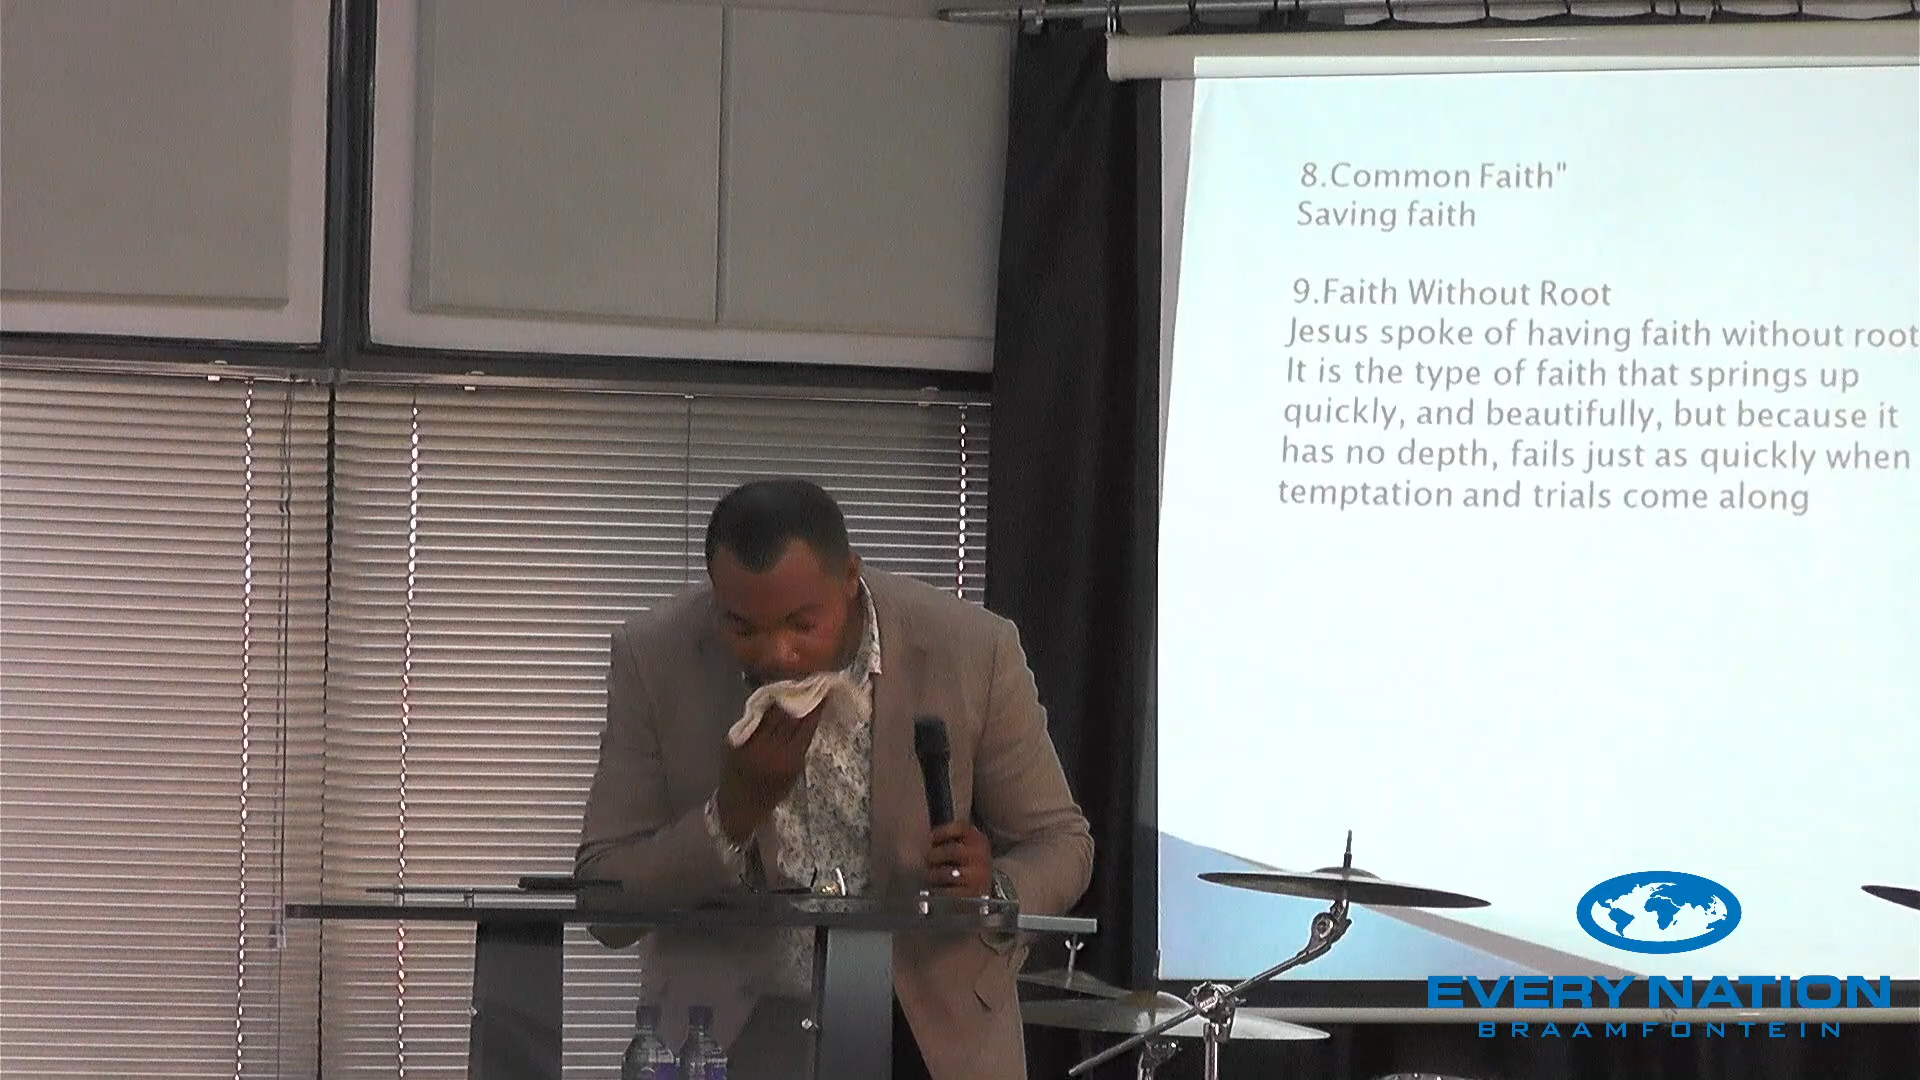 8.Common Faith"
Saving faith
9.Faith Without Root
Jesus spoke of having faith without root
It is the type of faith that springs up
quickly, and beautifully, but because it
has no depth, fails just as quickly when
temptation and trials come along
EVERY NATION
BRAAMFONTEIN